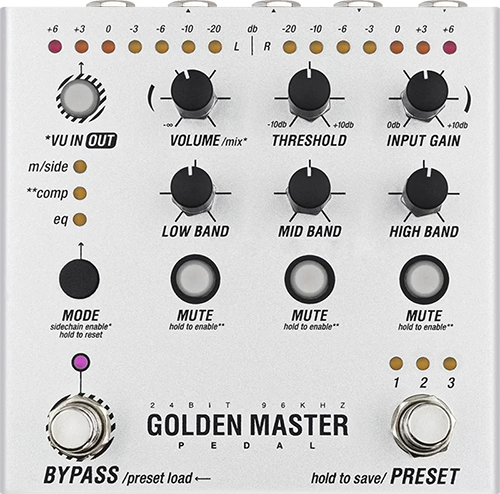 +6 +3 0 -3 -6 -10 -20 db -20 -10 -6 -3 0 +3 +6
L | R
-∞ -10db +10db 0db +10db
*VU IN OUT VOLUME /mix* THRESHOLD INPUT GAIN
m/side
**comp
eq
LOW BAND MID BAND HIGH BAND
MODE MUTE MUTE MUTE
sidechain enable* hold to enable** hold to enable** hold to enable**
hold to reset
1 2 3
24BiT 96KHZ
GOLDEN MASTER
PEDAL
BYPASS /preset load ← hold to save/ PRESET